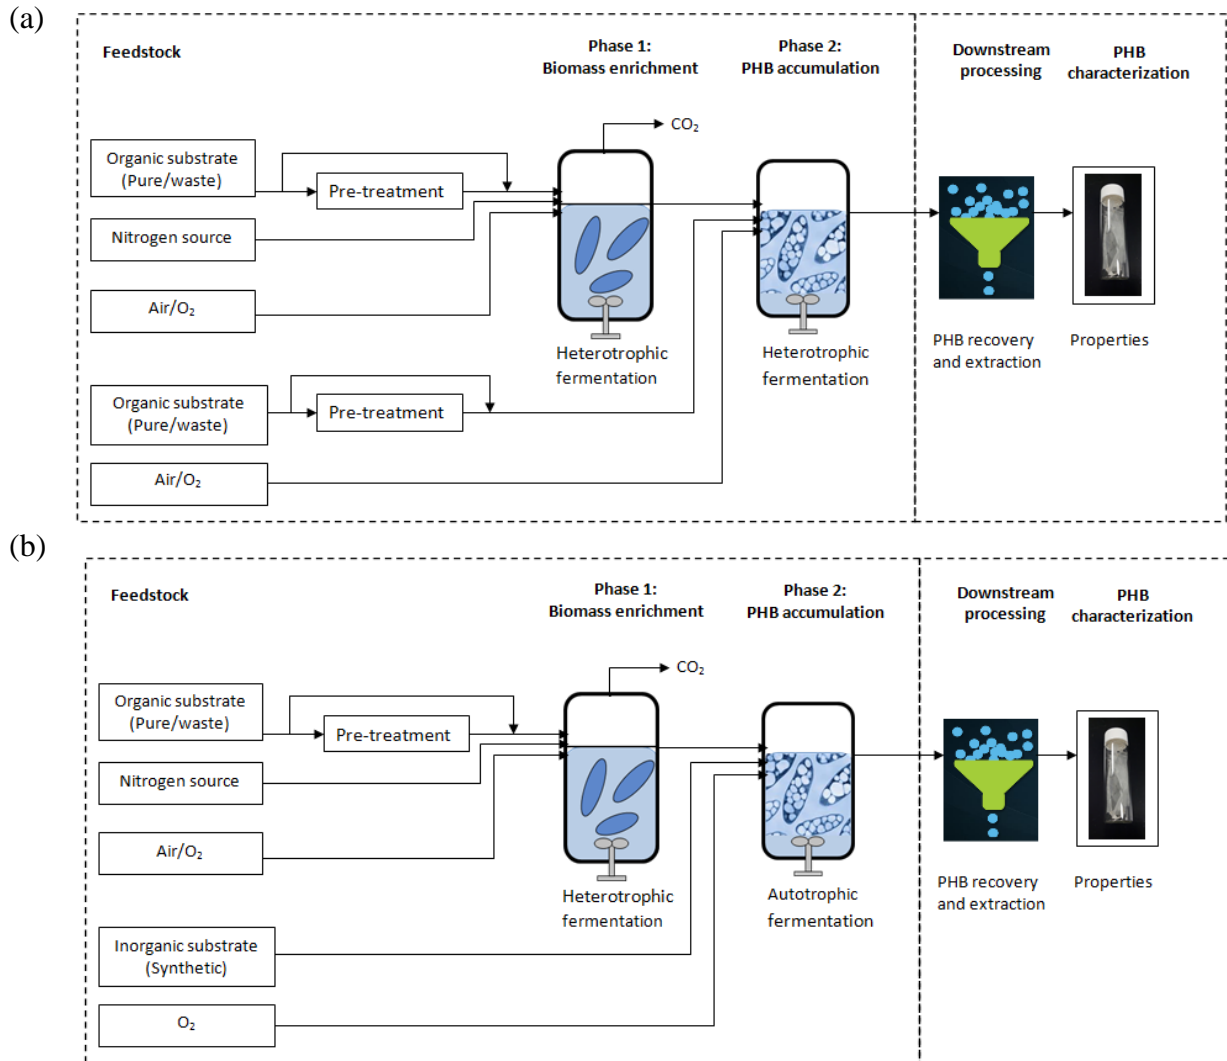 (a)
Feedstock
Phase 1:
Biomass enrichment
Phase 2:
PHB accumulation
Downstream
processing
PHB
characterization
CO₂
Organic substrate
(Pure/waste)
Pre-treatment
Nitrogen source
Air/O₂
Heterotrophic
fermentation
Heterotrophic
fermentation
PHB recovery
and extraction
Properties
Organic substrate
(Pure/waste)
Pre-treatment
Air/O₂
(b)
Feedstock
Phase 1:
Biomass enrichment
Phase 2:
PHB accumulation
Downstream
processing
PHB
characterization
CO₂
Organic substrate
(Pure/waste)
Pre-treatment
Nitrogen source
Air/O₂
Heterotrophic
fermentation
Autotrophic
fermentation
PHB recovery
and extraction
Properties
Inorganic substrate
(Synthetic)
O₂